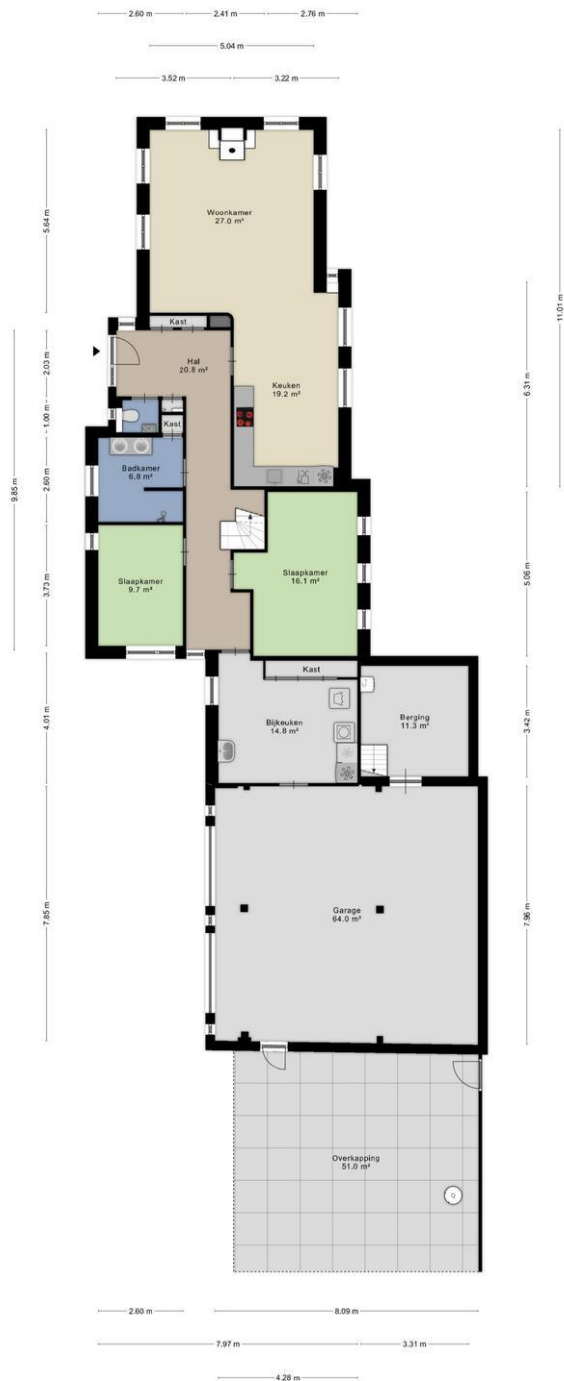 2.60 m
2.41 m
2.76 m
5.04 m
3.52 m
3.22 m
5.64 m
11.01 m
Woonkamer
27.0 m²
6.31 m
Kast
9.85 m
2.03 m
Hal
20.8 m²
Keuken
19.2 m²
1.00 m
Kast
2.60 m
Badkamer
6.8 m²
3.73 m
Slaapkamer
9.7 m²
Slaapkamer
16.1 m²
5.06 m
Kast
4.01 m
Bijkeuken
14.8 m²
Berging
11.3 m²
3.42 m
7.85 m
Garage
64.0 m²
7.96 m
Overkapping
51.0 m²
2.60 m
8.09 m
7.97 m
3.31 m
4.28 m